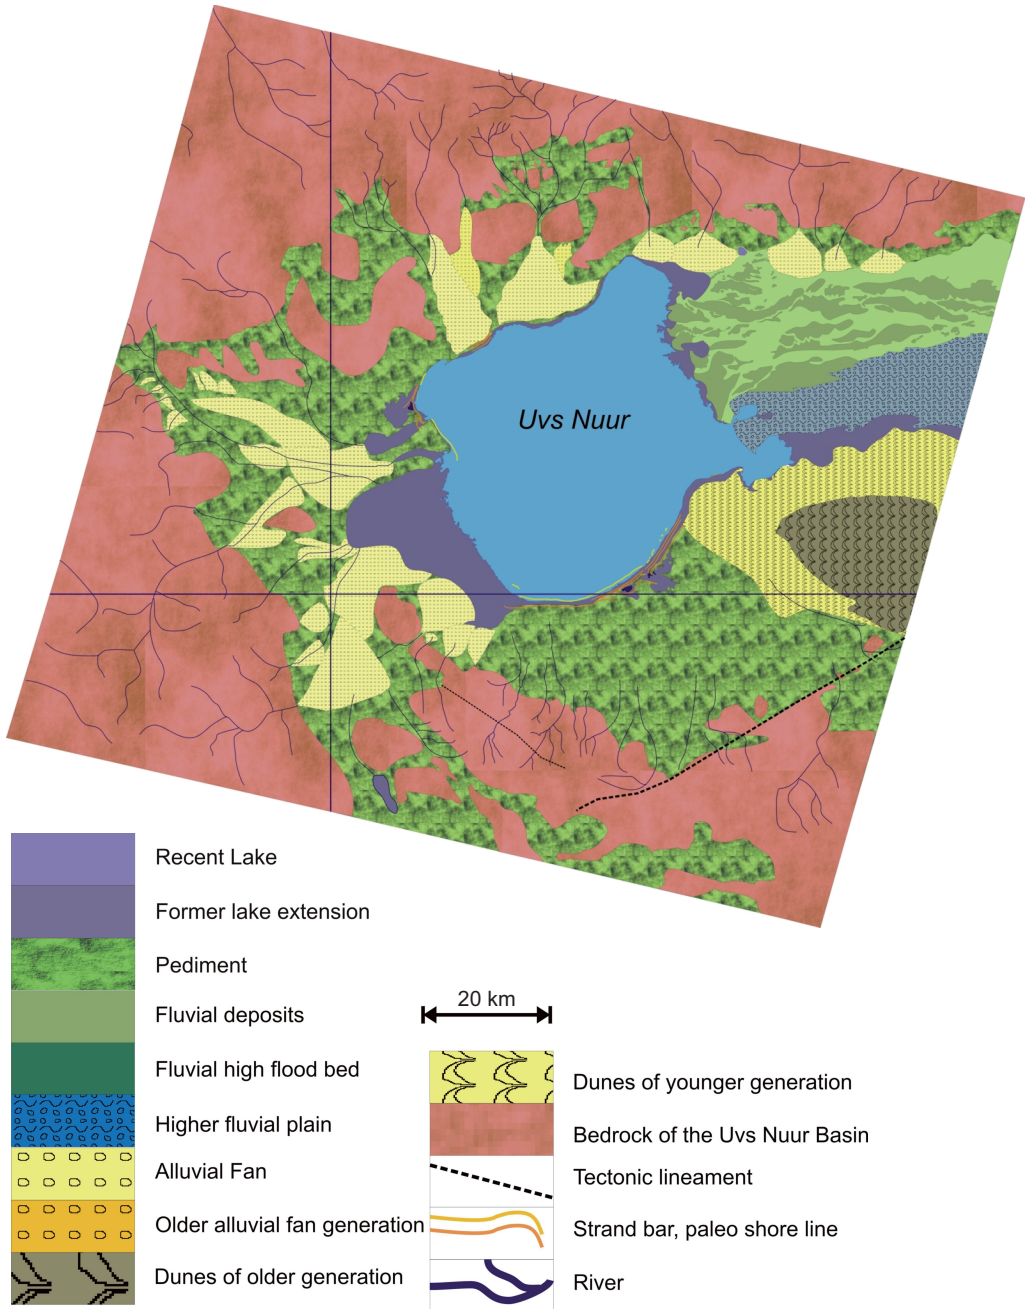 Uvs Nuur
Recent Lake
Former lake extension
Pediment
Fluvial deposits
Fluvial high flood bed
Higher fluvial plain
Alluvial Fan
Older alluvial fan generation
Dunes of older generation
20 km
Dunes of younger generation
Bedrock of the Uvs Nuur Basin
Tectonic lineament
Strand bar, paleo shore line
River